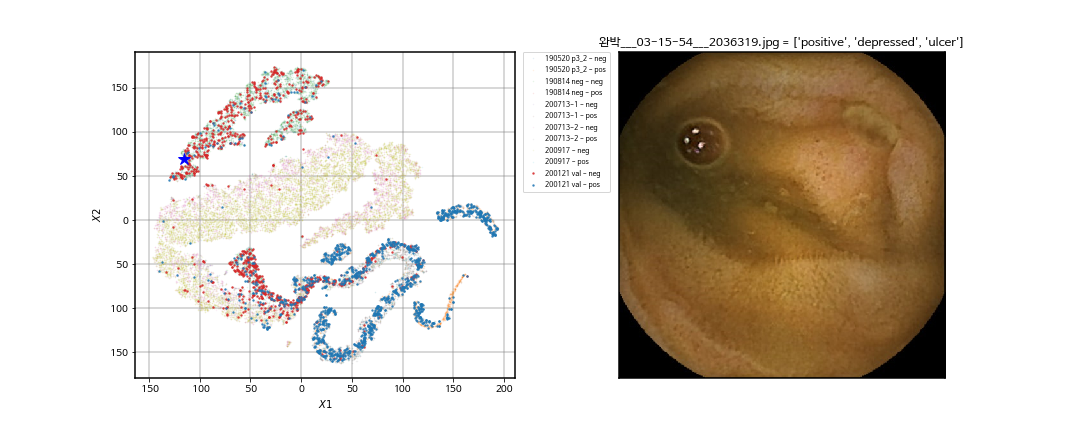 완박___03-15-54___2036319.jpg = ['positive', 'depressed', 'ulcer']
190520 p3_2 - neg
190520 p3_2 - pos
190814 neg - neg
190814 neg - pos
200713-1 - neg
200713-1 - pos
200713-2 - neg
200713-2 - pos
200917 - neg
200917 - pos
200121 val - neg
200121 val - pos
X2
150
100
50
0
50
100
150
150
100
50
0
50
100
150
200
X1